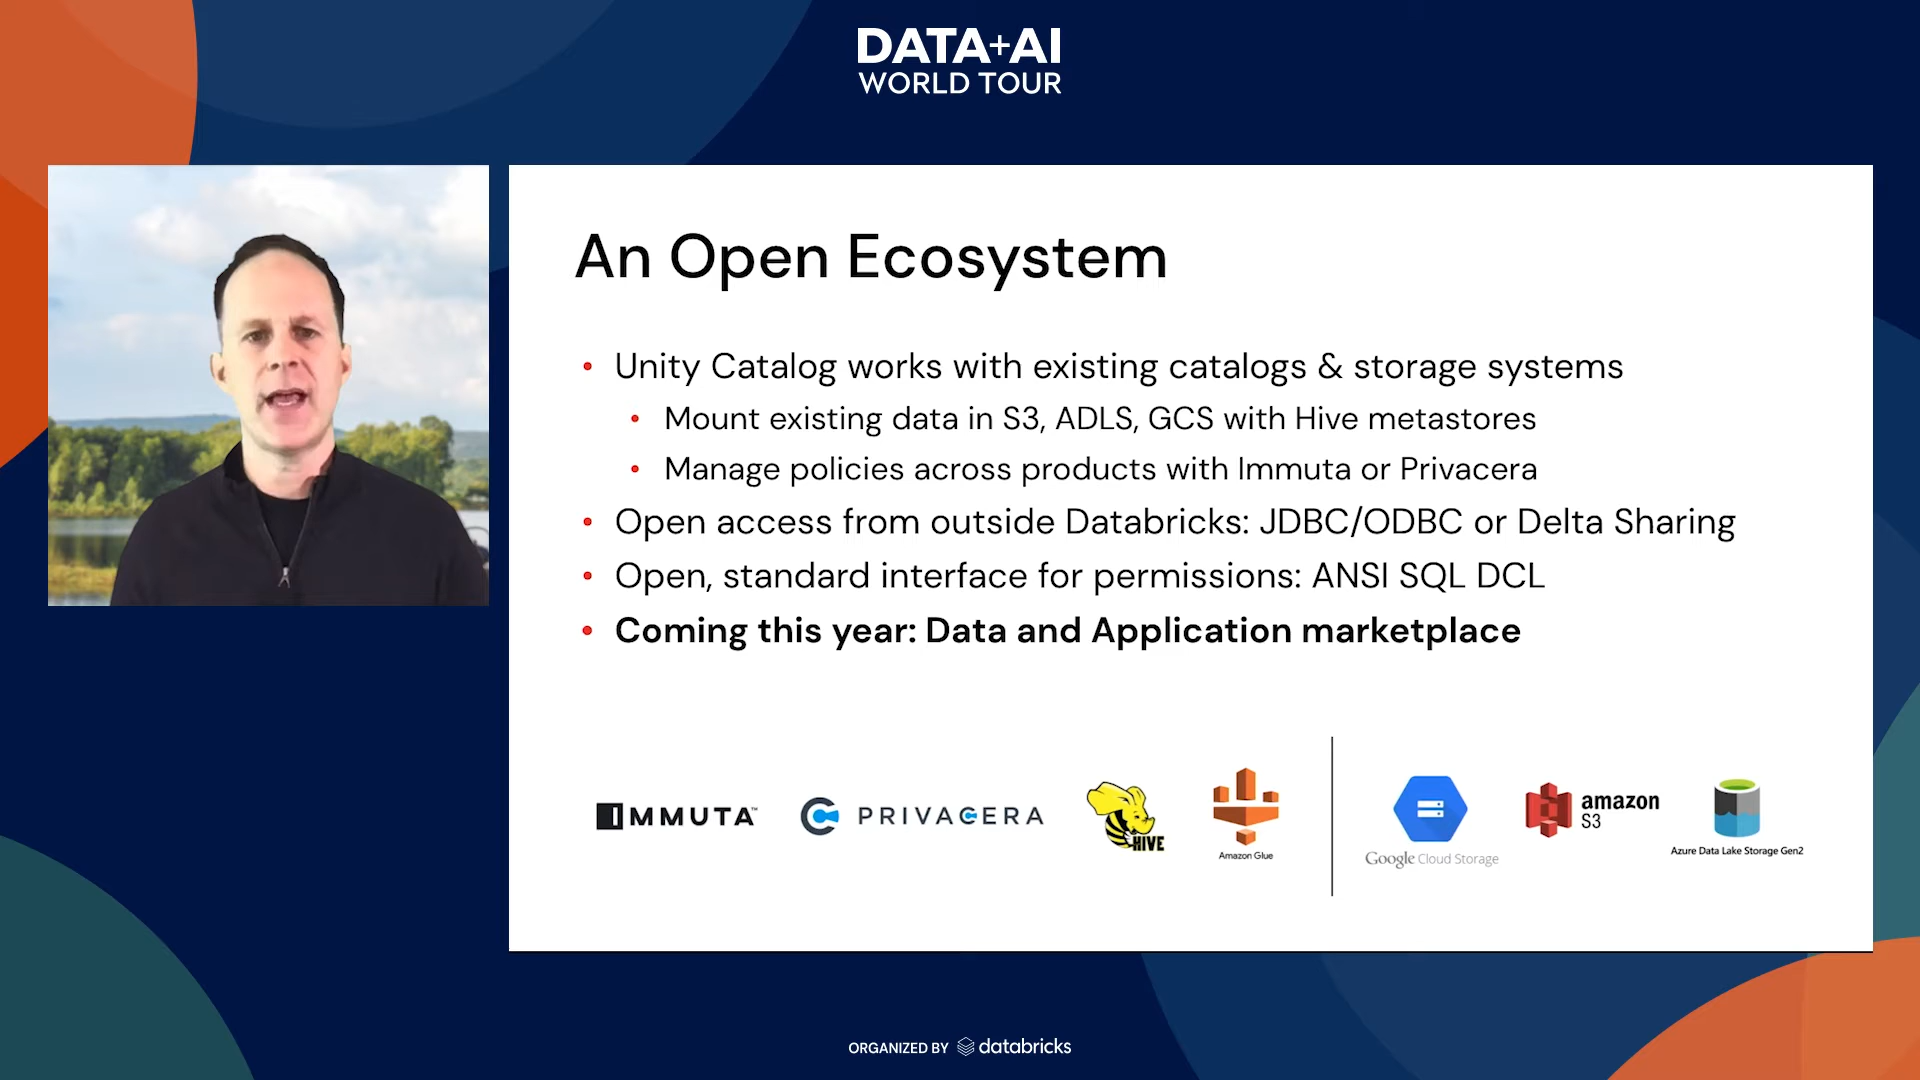 DATA+AI
WORLD TOUR
An Open Ecosystem
• Unity Catalog works with existing catalogs & storage systems
• Mount existing data in S3, ADLS, GCS with Hive metastores
• Manage policies across products with Immuta or Privacera
• Open access from outside Databricks: JDBC/ODBC or Delta Sharing
• Open, standard interface for permissions: ANSI SQL DCL
• Coming this year: Data and Application marketplace
IMMUTA™
PRIVACERA
HIVE
Amazon Glue
Google Cloud Storage
amazon
S3
Azure Data Lake Storage Gen2
ORGANIZED BY databricks